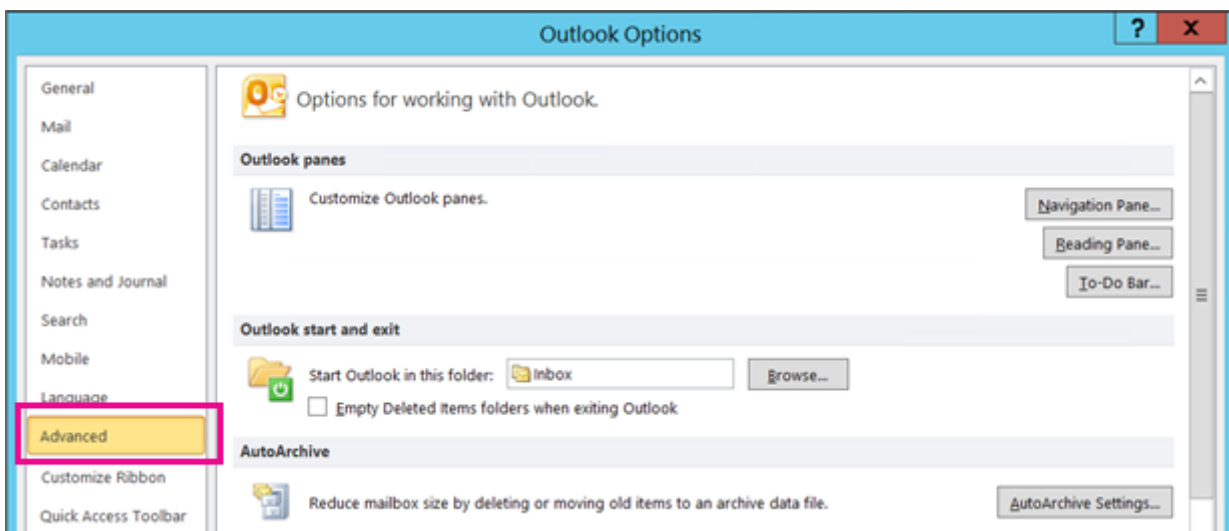 Outlook Options
?
x
General
Mail
Calendar
Contacts
Tasks
Notes and Journal
Search
Mobile
Language
Advanced
Customize Ribbon
Quick Access Toolbar
Options for working with Outlook.
Outlook panes
Customize Outlook panes.
Navigation Pane...
Reading Pane...
To-Do Bar...
Outlook start and exit
Start Outlook in this folder: Inbox Browse...
Empty Deleted Items folders when exiting Outlook
AutoArchive
Reduce mailbox size by deleting or moving old items to an archive data file. AutoArchive Settings...